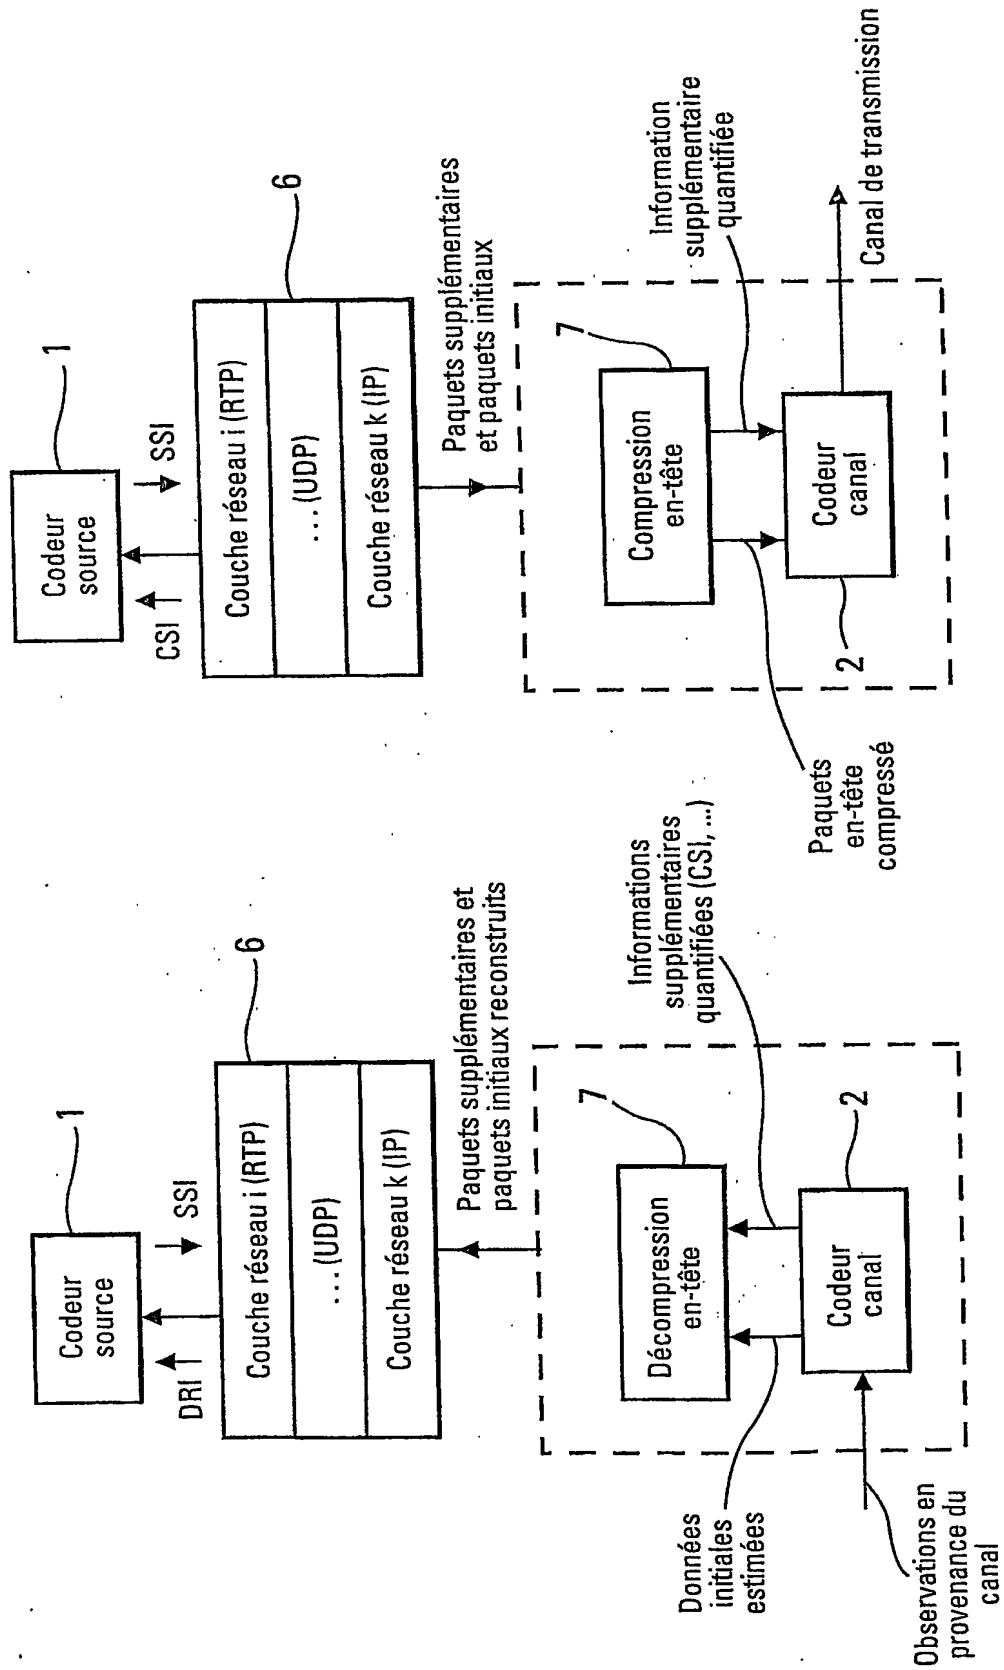 1
Codeur
source
DRI
SSI
6
Couche réseau i (RTP)
... (UDP)
Couche réseau k (IP)
Paquets supplémentaires et
paquets initiaux reconstruits
7
Décompression
en-tête
Données
initiales
estimées
Informations
supplémentaires
quantifiées (CSI, ...)
Codeur
canal
2
Observations en
provenance du
canal
1
Codeur
source
CSI
SSI
6
Couche réseau i (RTP)
... (UDP)
Couche réseau k (IP)
Paquets supplémentaires
et paquets initiaux
7
Compression
en-tête
Information
supplémentaire
quantifiée
Codeur
canal
2
Paquets
en-tête
compressé
Canal de transmission